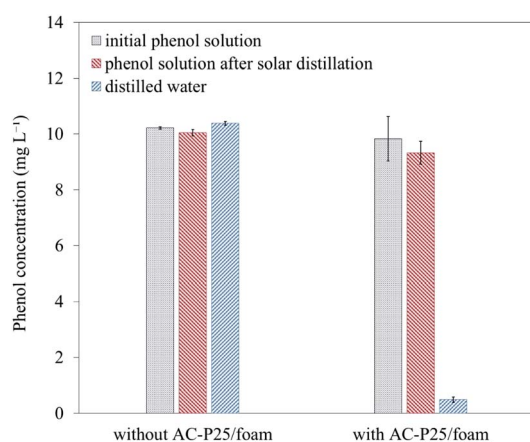 14
12
10
8
6
4
2
0
Phenol concentration (mg L⁻¹)
initial phenol solution
phenol solution after solar distillation
distilled water
without AC-P25/foam
with AC-P25/foam